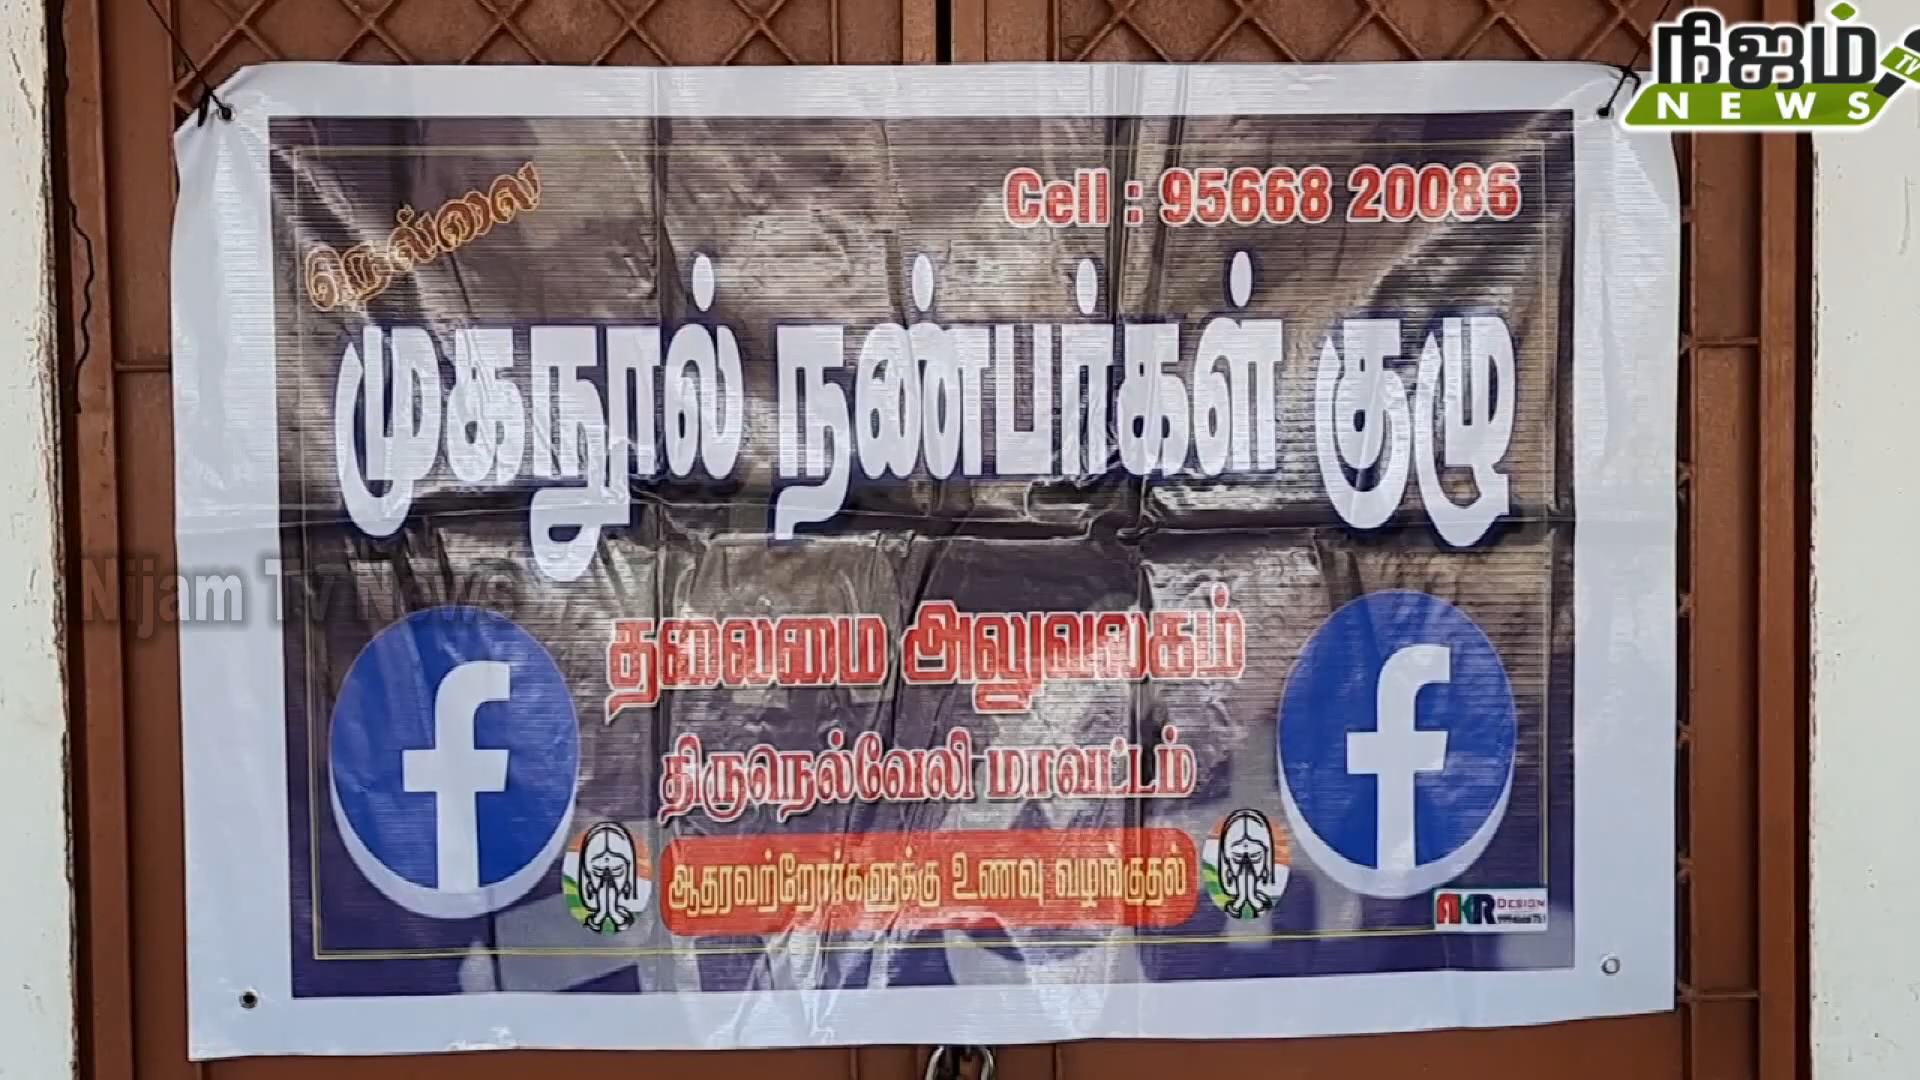 நிஜம் TV
NEWS
நெல்லை
Cell : 95668 20086
முகநூல் நண்பர்கள் குழு
Nijam Tv News
தலைமை அலுவலகம்
திருநெல்வேலி மாவட்டம்
ஆதரவற்றோர்களுக்கு உணவு வழங்குதல்
AKR DESIGN